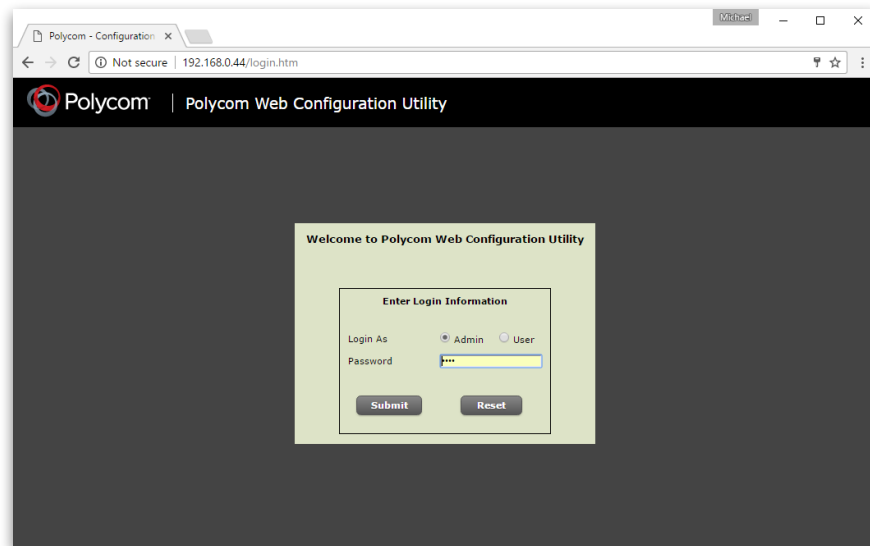 Michael
Polycom - Configuration
Not secure | 192.168.0.44/login.htm
Polycom | Polycom Web Configuration Utility
Welcome to Polycom Web Configuration Utility
Enter Login Information
Login As Admin User
Password ••••
Submit Reset